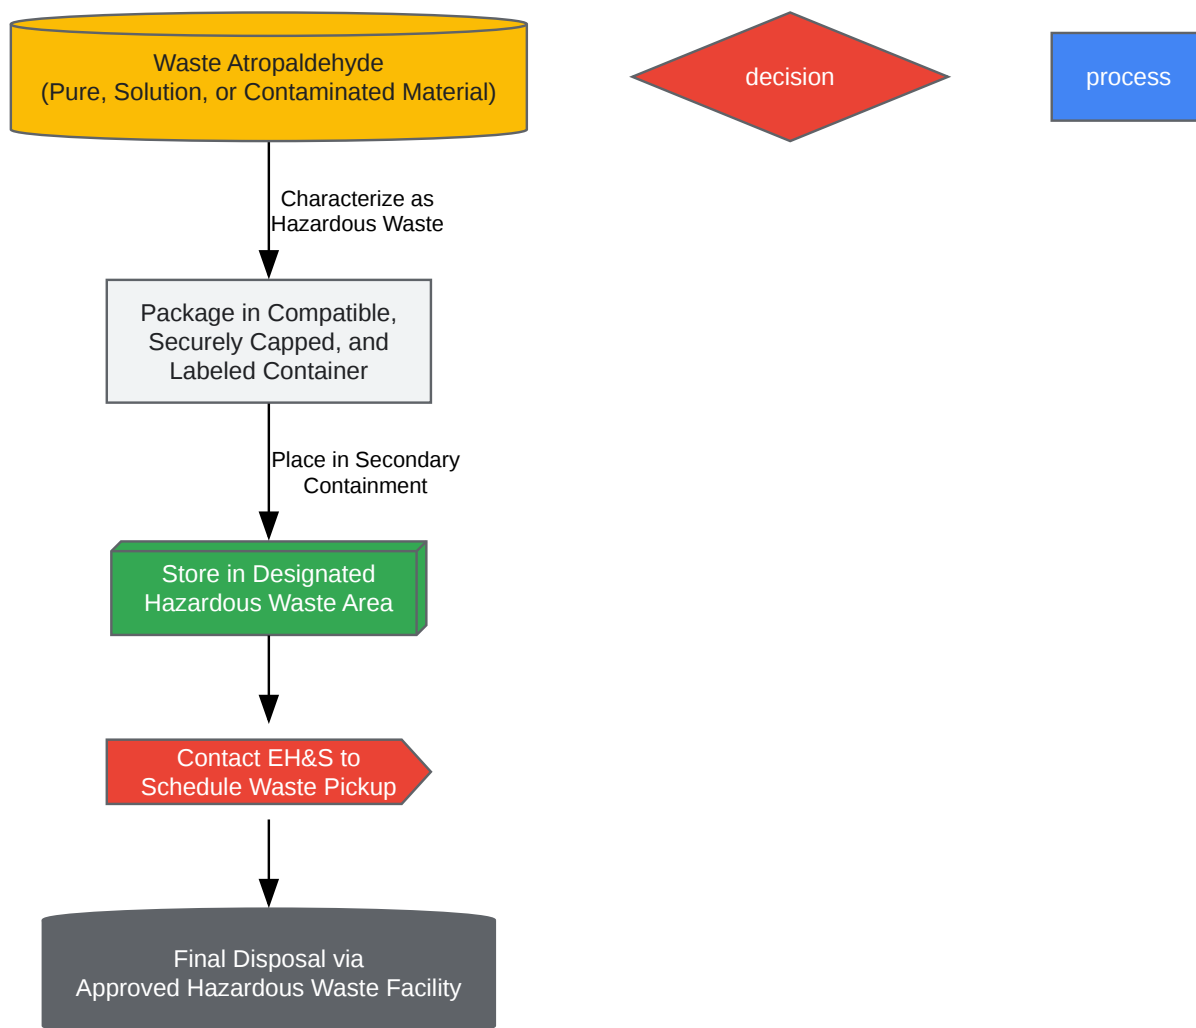 Waste Atropaldehyde
(Pure, Solution, or Contaminated Material)
decision
process
Characterize as
Hazardous Waste
Package in Compatible,
Securely Capped, and
Labeled Container
Place in Secondary
Containment
Store in Designated
Hazardous Waste Area
Contact EH&S to
Schedule Waste Pickup
Final Disposal via
Approved Hazardous Waste Facility